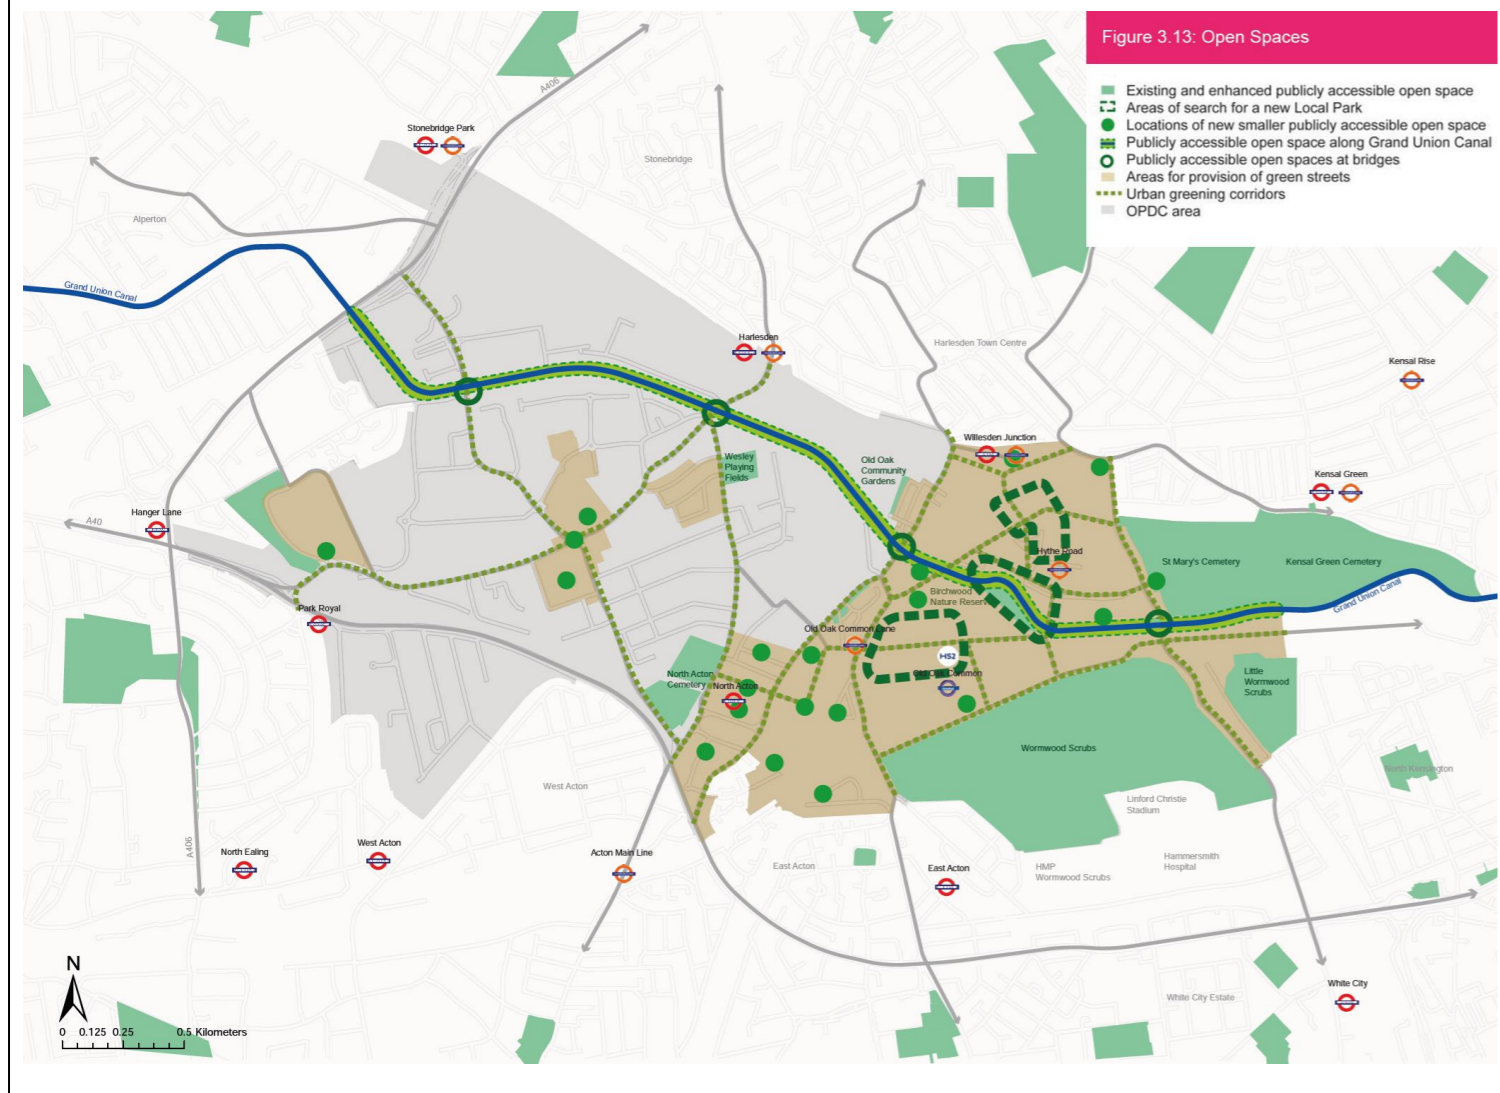 Figure 3.13: Open Spaces
Existing and enhanced publicly accessible open space
Areas of search for a new Local Park
Locations of new smaller publicly accessible open space
Publicly accessible open space along Grand Union Canal
Publicly accessible open spaces at bridges
Areas for provision of green streets
Urban greening corridors
OPDC area
A406
Stonebridge Park
Stonebridge
Alperton
Grand Union Canal
Harlesden
Harlesden Town Centre
Kensal Rise
Willesden Junction
Wesley
Playing
Fields
Old Oak
Community
Gardens
Kensal Green
Hanger Lane
A40
Hythe Road
St Mary's Cemetery
Kensal Green Cemetery
Grand Union Canal
Birchwood
Nature Reserve
Park Royal
Old Oak Common Lane
HS2
North Acton
Cemetery
North Acton
Old Oak Common
Little
Wormwood
Scrubs
Wormwood Scrubs
North Kensington
West Acton
Linford Christie
Stadium
A406
North Ealing
West Acton
Acton Main Line
East Acton
East Acton
HMP
Wormwood Scrubs
Hammersmith
Hospital
N
0 0.125 0.25 0.5 Kilometers
White City Estate
White City